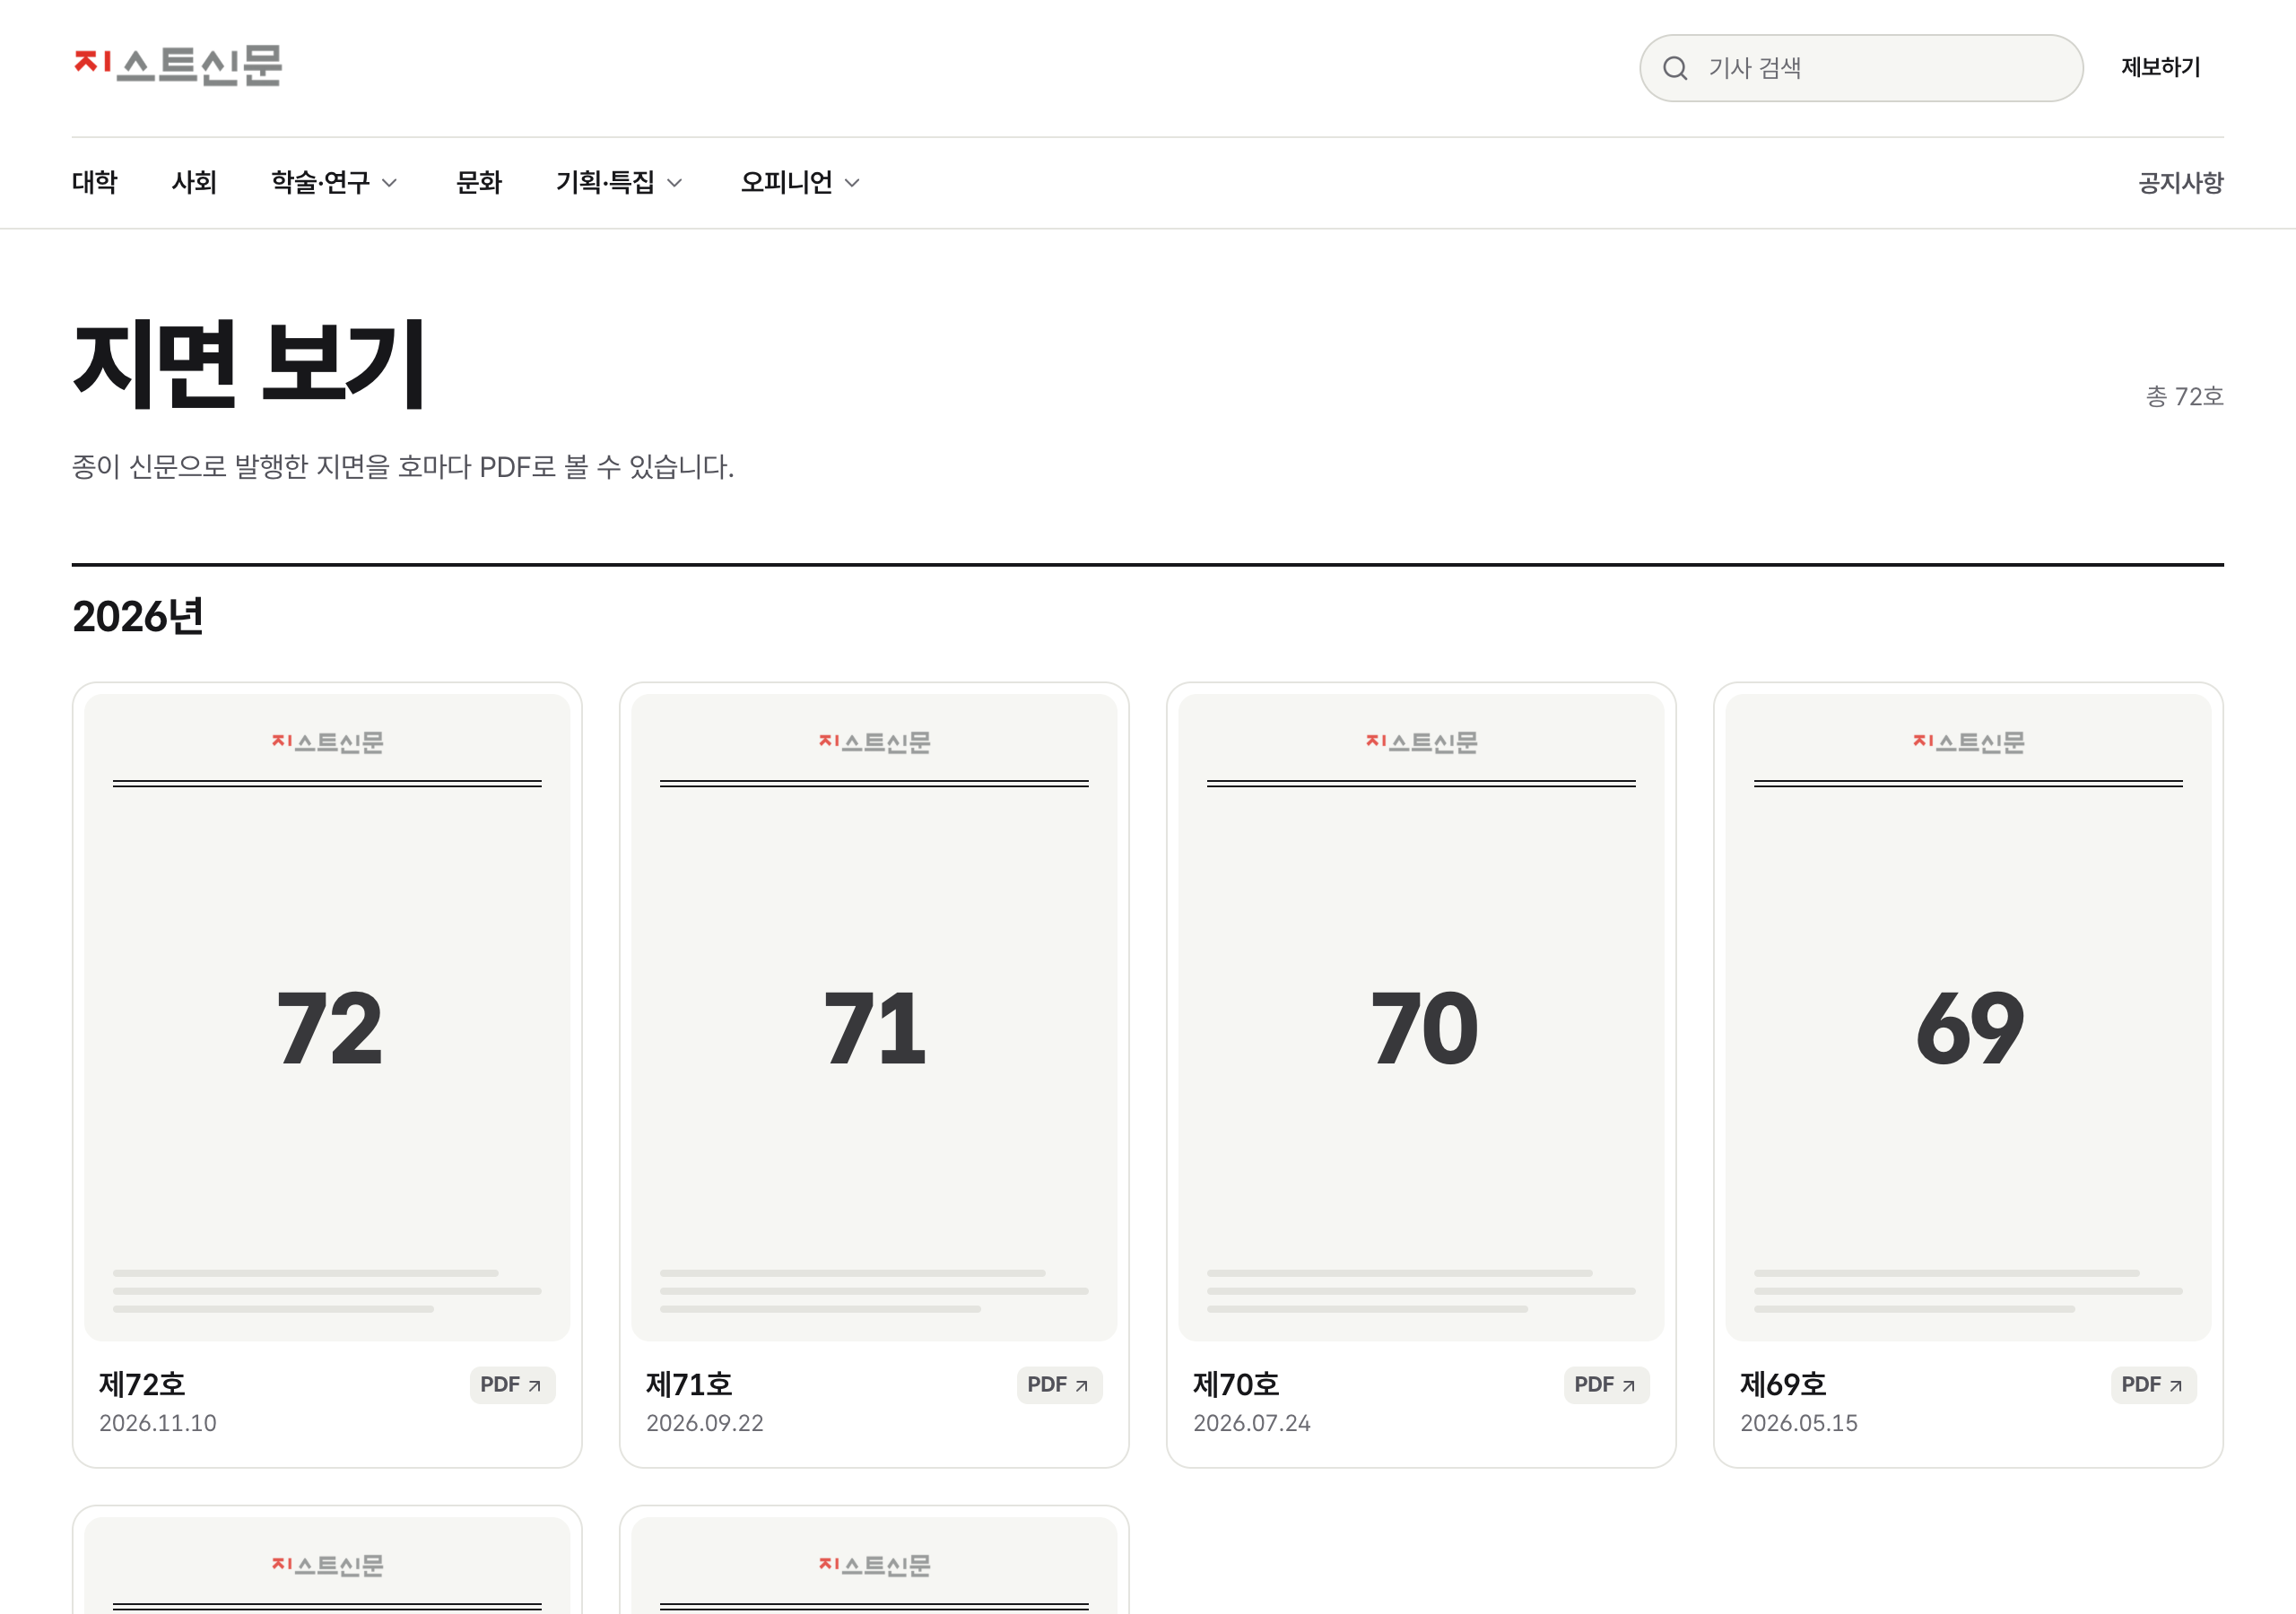 지스트신문
기사 검색
제보하기
대학 사회 학술·연구 문화 기획·특집 오피니언 공지사항
지면 보기
총 72호
종이 신문으로 발행한 지면을 호마다 PDF로 볼 수 있습니다.
2026년
지스트신문
72
제72호 PDF
2026.11.10
지스트신문
71
제71호 PDF
2026.09.22
지스트신문
70
제70호 PDF
2026.07.24
지스트신문
69
제69호 PDF
2026.05.15
지스트신문
지스트신문